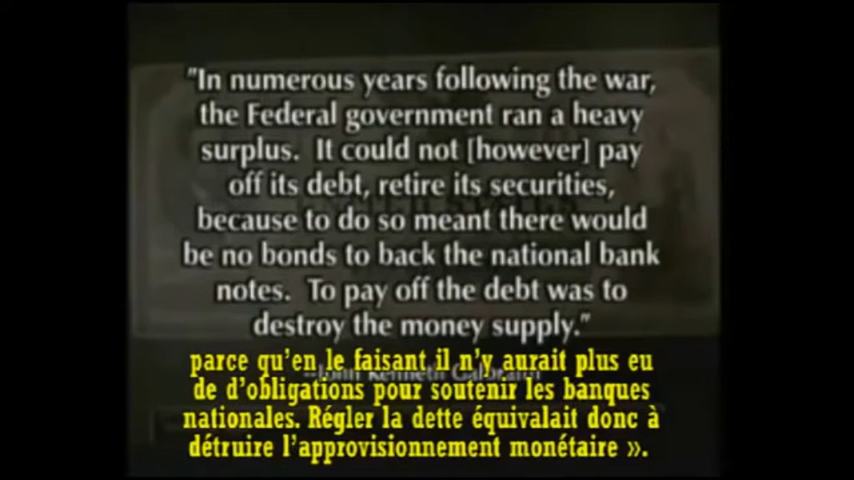 "In numerous years following the war,
the Federal government ran a heavy
surplus. It could not [however] pay
off its debt, retire its securities,
because to do so meant there would
be no bonds to back the national bank
notes. To pay off the debt was to
destroy the money supply."
parce qu'en le faisant il n'y aurait plus eu
de d'obligations pour soutenir les banques
nationales. Régler la dette équivalait donc à
détruire l'approvisionnement monétaire ».